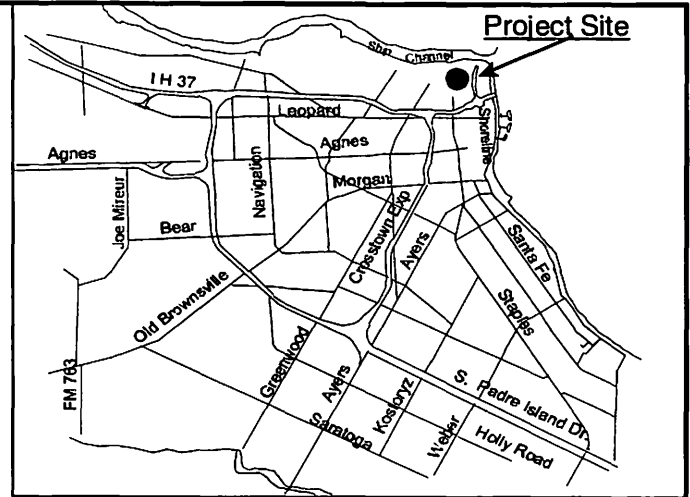 Project Site
Ship Channel
I H 37
Leopard
Shoreline
Agnes
Agnes
Navigation
Morgan
Joe Mireur
Bear
Crosstown Exp
Ayers
Santa Fe
Old Brownsville
Staples
FM 763
Greenwood
Ayers
Kostoryz
S. Padre Island Dr.
Saratoga
Weber
Holly Road